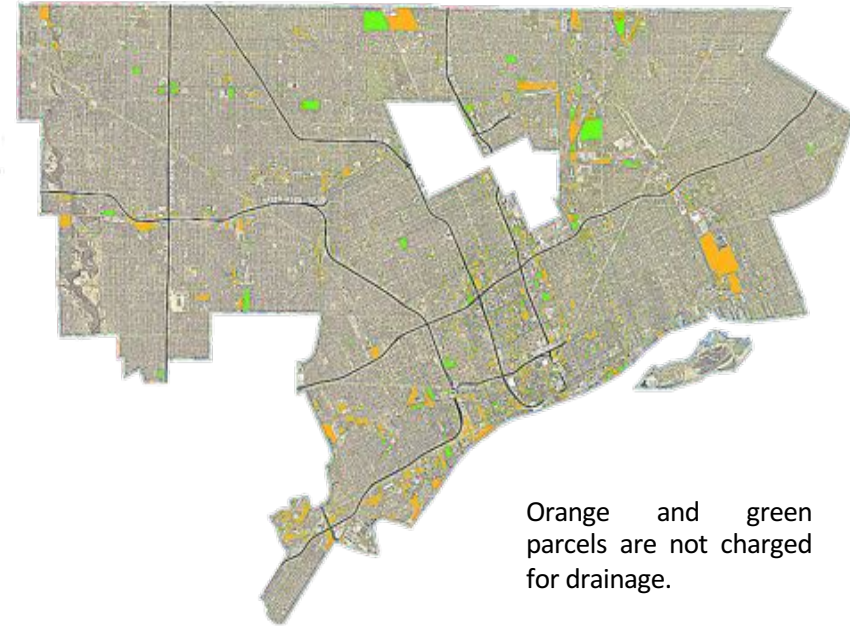 Orange and green
parcels are not charged
for drainage.